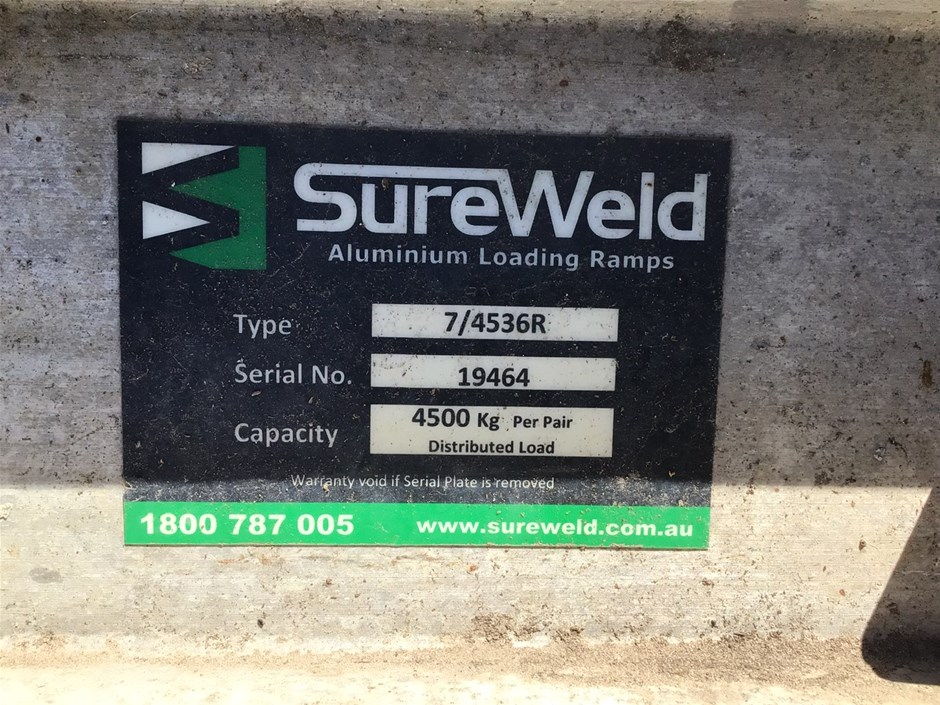 SureWeld
Aluminium Loading Ramps
Type 7/4536R
Serial No. 19464
Capacity 4500 Kg Per Pair
Distributed Load
Warranty void if Serial Plate is removed
1800 787 005 www.sureweld.com.au